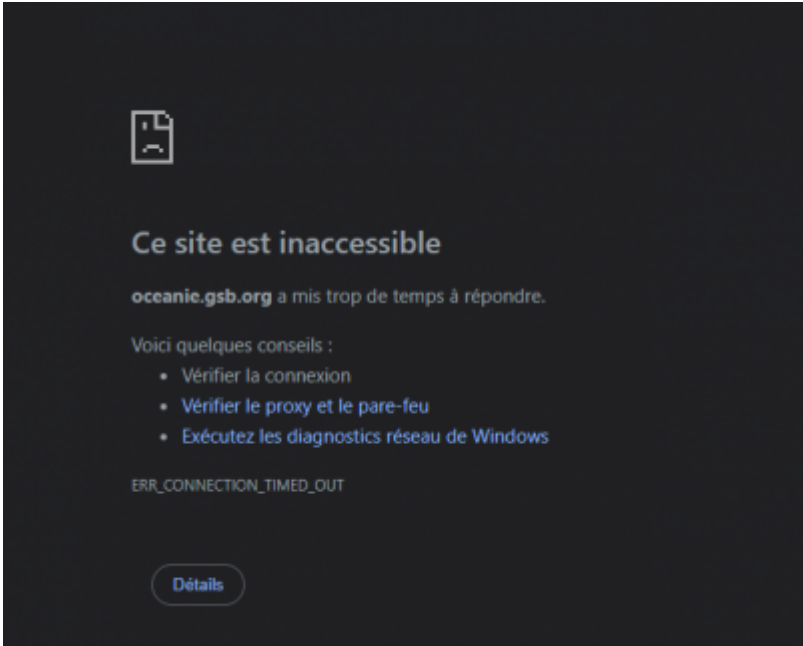 Ce site est inaccessible
oceanie.gsb.org a mis trop de temps à répondre.
Voici quelques conseils :
• Vérifier la connexion
• Vérifier le proxy et le pare-feu
• Exécutez les diagnostics réseau de Windows
ERR_CONNECTION_TIMED_OUT
Détails